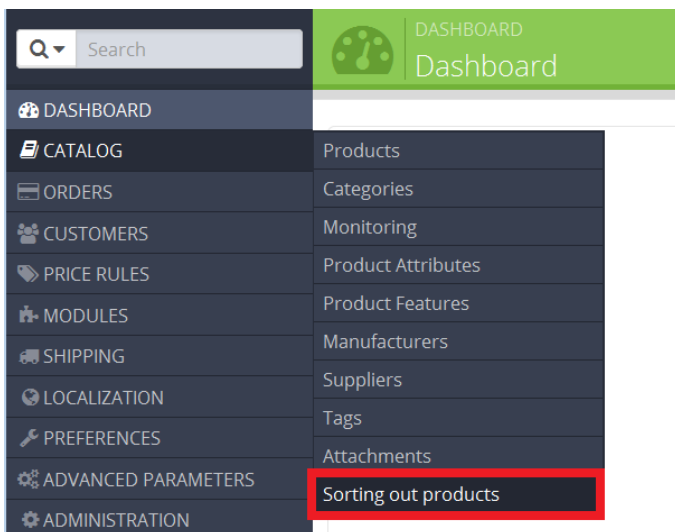 Search
DASHBOARD
Dashboard
DASHBOARD
CATALOG
ORDERS
CUSTOMERS
PRICE RULES
MODULES
SHIPPING
LOCALIZATION
PREFERENCES
ADVANCED PARAMETERS
ADMINISTRATION
Products
Categories
Monitoring
Product Attributes
Product Features
Manufacturers
Suppliers
Tags
Attachments
Sorting out products